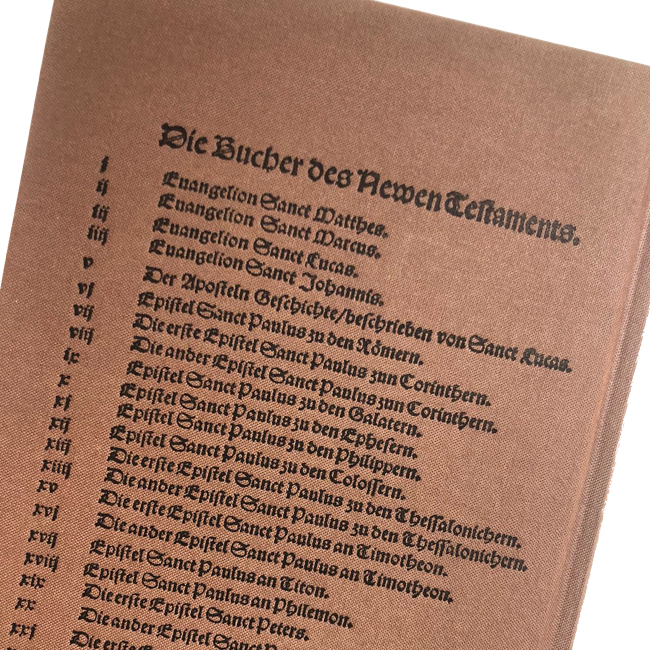 Die Bucher des Newen Teſtaments.
j Euangelion Sanct Matthes.
ij Euangelion Sanct Marcus.
iij Euangelion Sanct Lucas.
iiij Euangelion Sanct Johannis.
v Der Apoſteln Geſchichte/beſchrieben von Sanct Lucas.
vj Epiſtel Sanct Paulus zu den Römern.
vij Die erſte Epiſtel Sanct Paulus zun Corinthern.
viij Die ander Epiſtel Sanct Paulus zun Corinthern.
ix Epiſtel Sanct Paulus zu den Galatern.
x Epiſtel Sanct Paulus zu den Epheſern.
xj Epiſtel Sanct Paulus zu den Philippern.
xij Epiſtel Sanct Paulus zu den Coloſſern.
xiij Die erſte Epiſtel Sanct Paulus zu den Theſſalonichern.
xiiij Die ander Epiſtel Sanct Paulus zu den Theſſalonichern.
xv Die erſte Epiſtel Sanct Paulus an Timotheon.
xvj Die ander Epiſtel Sanct Paulus an Timotheon.
xvij Epiſtel Sanct Paulus an Titon.
xviij Epiſtel Sanct Paulus an Philemon.
xix Die erſte Epiſtel Sanct Peters.
xx Die ander Epiſtel Sanct
xxj Die erſte